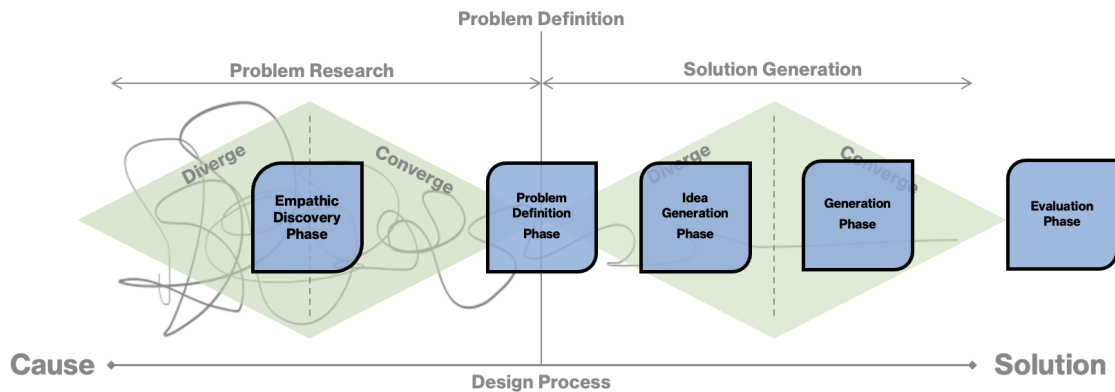 Problem Definition
Problem Research
Solution Generation
Diverge
Converge
Diverge
Converge
Empathic
Discovery
Phase
Problem
Definition
Phase
Idea
Generation
Phase
Generation
Phase
Evaluation
Phase
Cause
Solution
Design Process